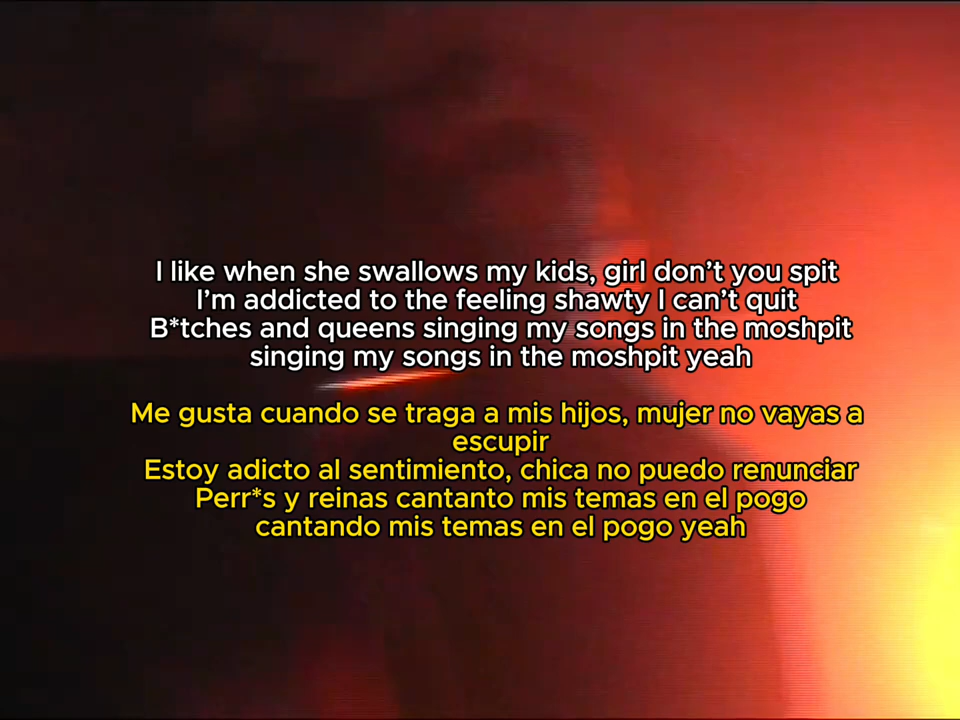 I like when she swallows my kids, girl don't you spit
I'm addicted to the feeling shawty I can't quit
B*tches and queens singing my songs in the moshpit
singing my songs in the moshpit yeah
Me gusta cuando se traga a mis hijos, mujer no vayas a
escupir
Estoy adicto al sentimiento, chica no puedo renunciar
Perr*s y reinas cantanto mis temas en el pogo
cantando mis temas en el pogo yeah